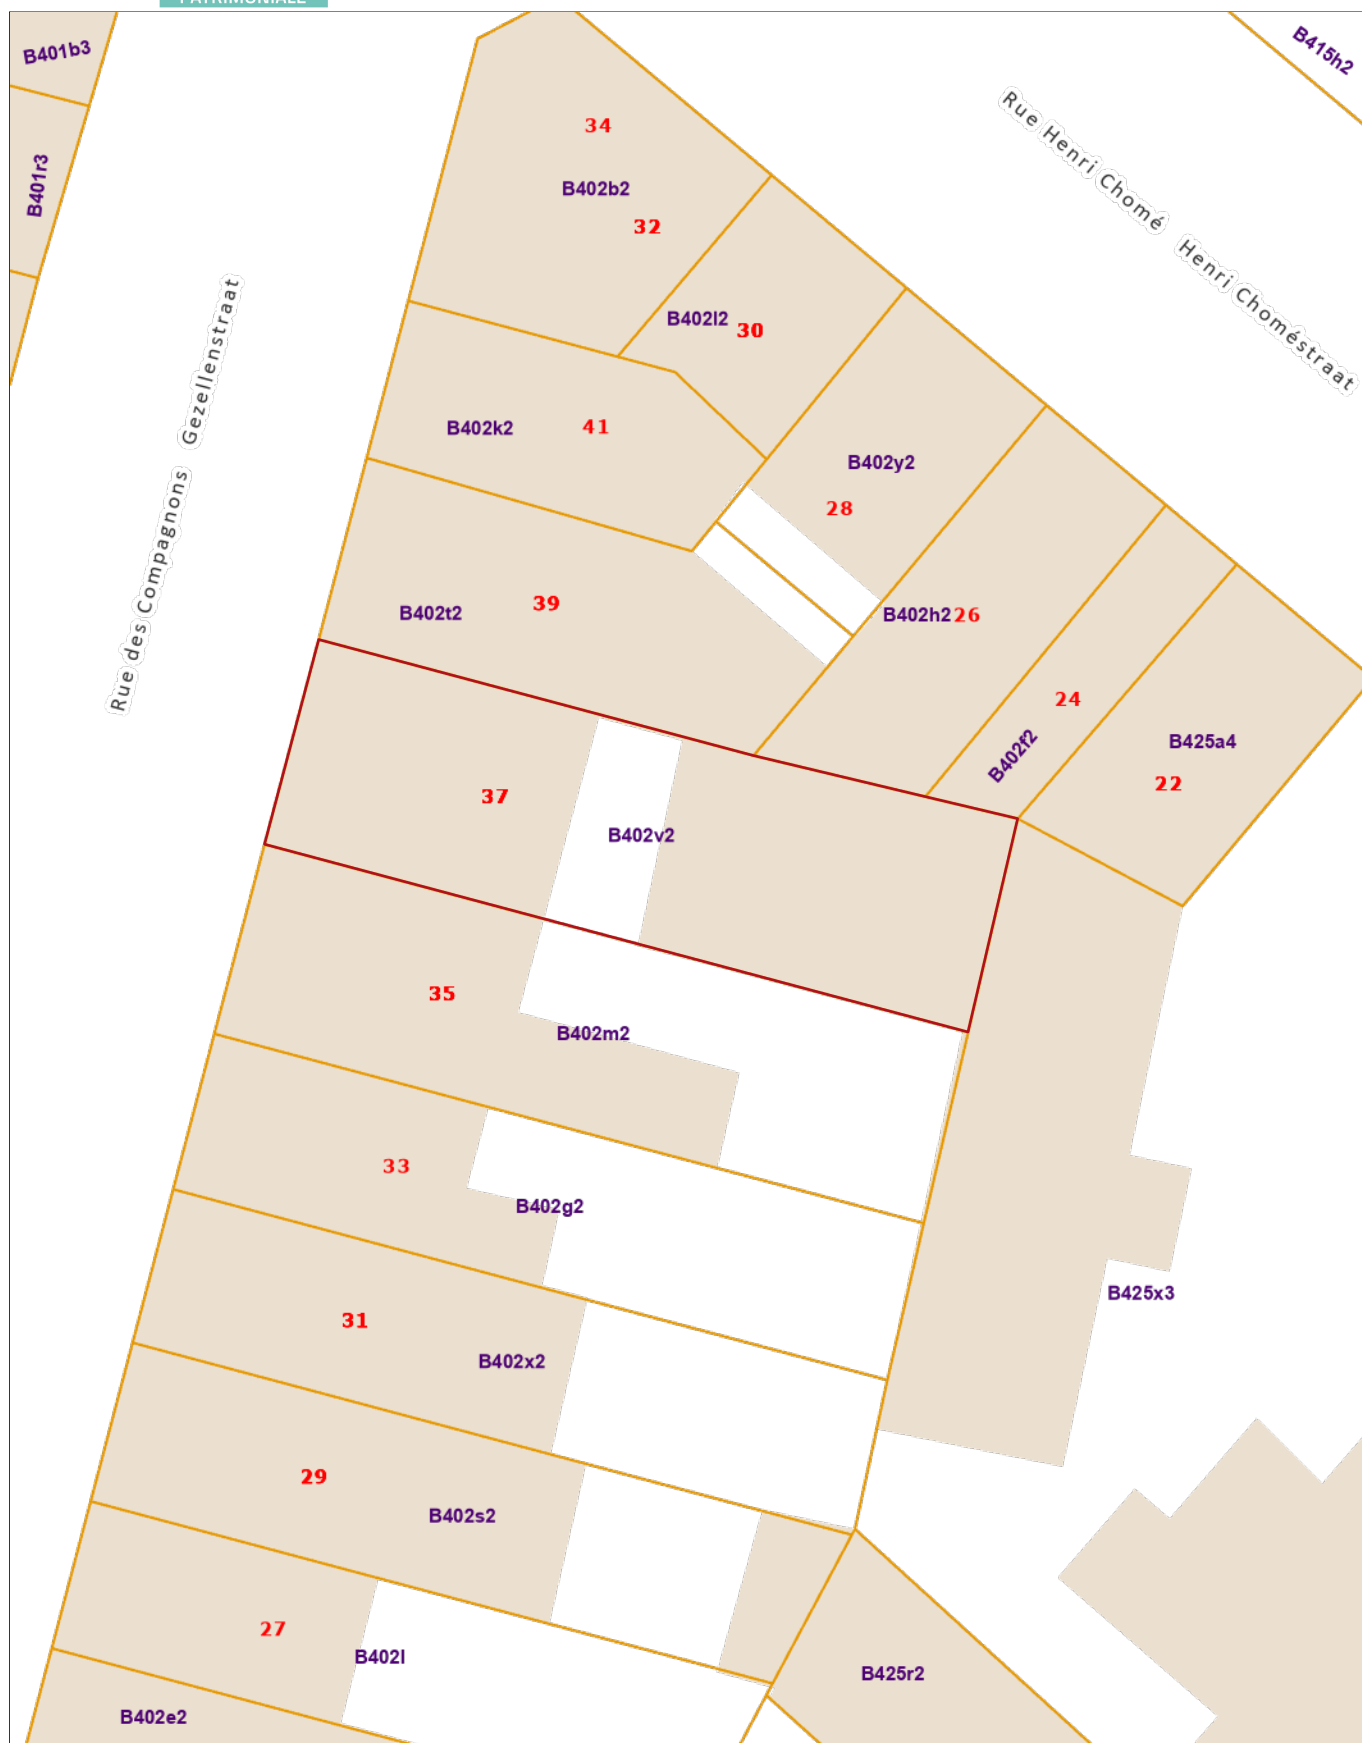 PATRIMONIALE
B401b3
B415h2
Rue Henri Chomé Henri Choméstraat
34
B401r3
B402b2
32
B402l2
30
Rue des Compagnons Gezellenstraat
B402k2
41
B402y2
28
B402t2
39
B402h2
26
24
B402f2
B425a4
22
37
B402v2
35
B402m2
33
B402g2
B425x3
31
B402x2
29
B402s2
27
B402l
B425r2
B402e2